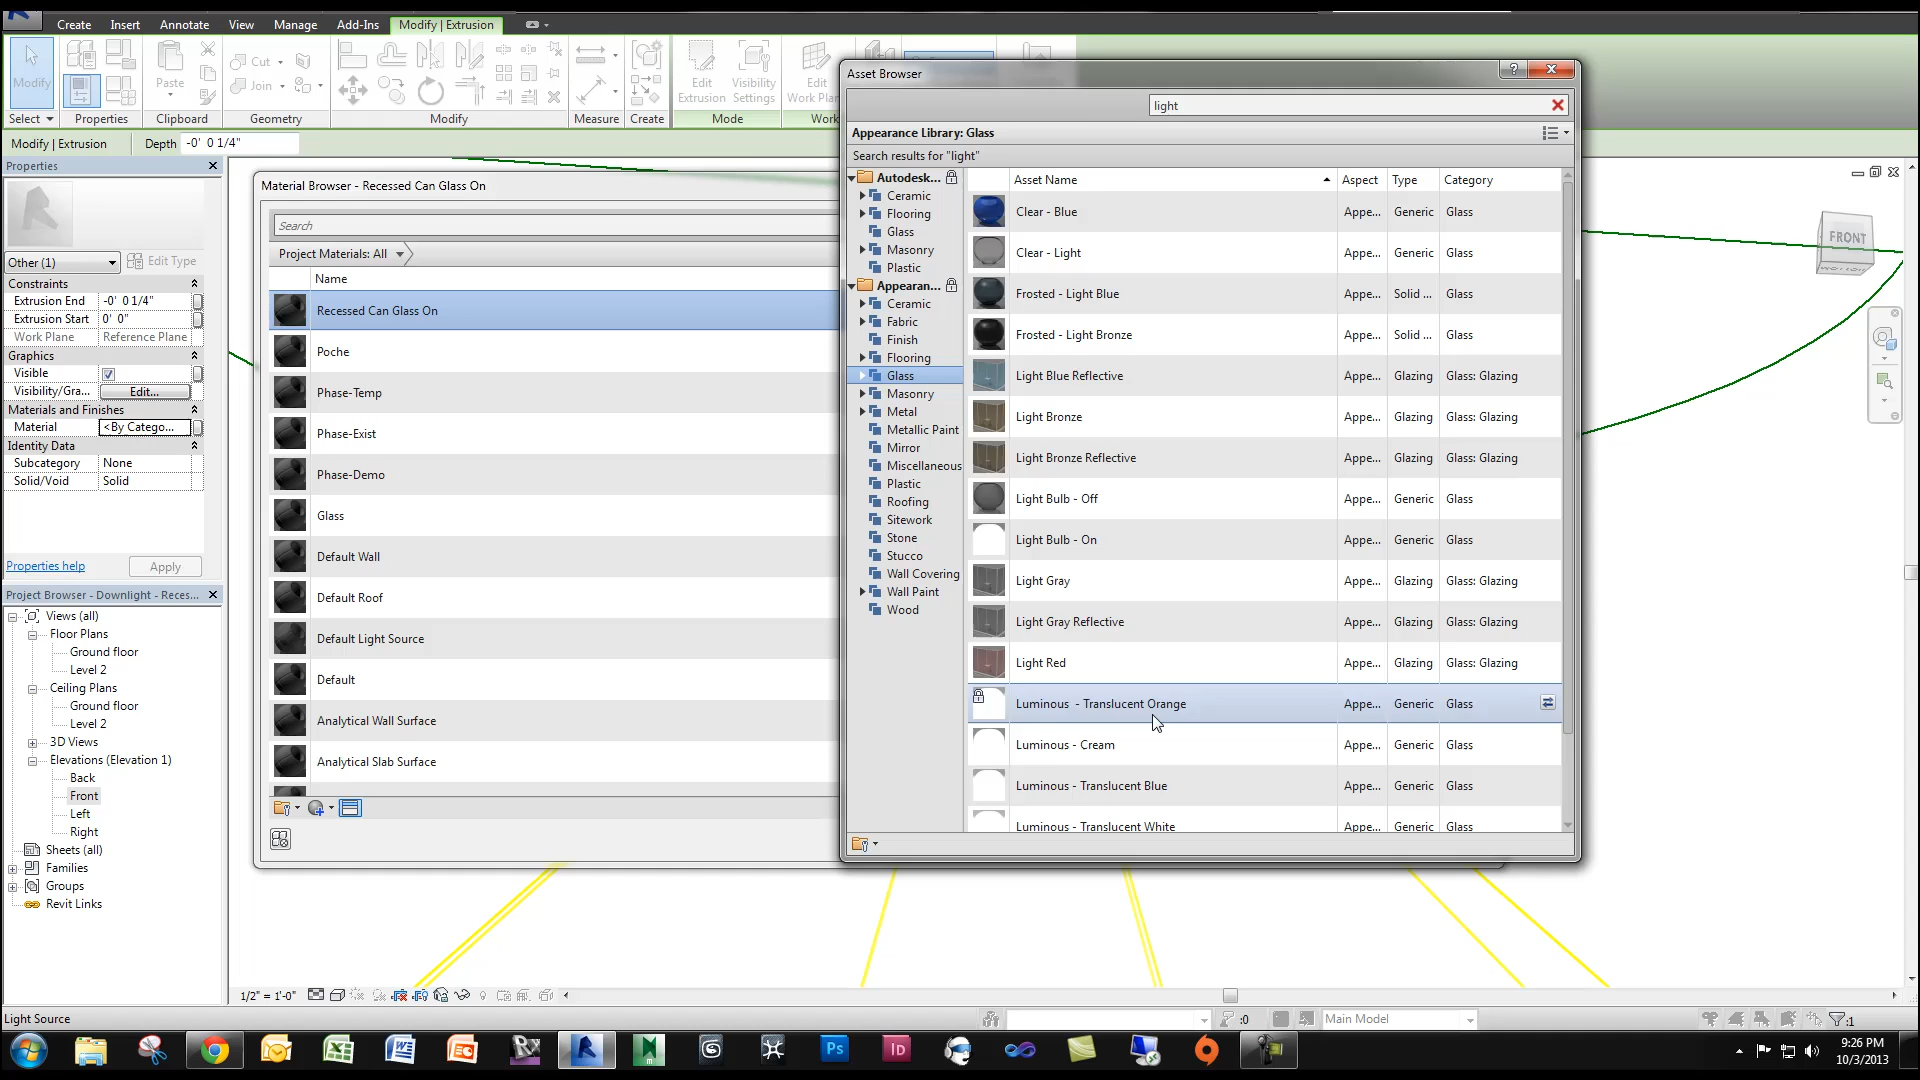 Create Insert Annotate View Manage Add-Ins Modify | Extrusion
Modify Paste Cut Join Edit Extrusion Visibility Settings Edit Work Plan
Select Properties Clipboard Geometry Modify Measure Create Mode Work
Modify | Extrusion Depth -0' 0 1/4"
Properties
Other (1) Edit Type
Constraints
Extrusion End -0' 0 1/4"
Extrusion Start 0' 0"
Work Plane Reference Plane
Graphics
Visible
Visibility/Gra... Edit...
Materials and Finishes
Material <By Catego...
Identity Data
Subcategory None
Solid/Void Solid
Properties help Apply
Project Browser - Downlight - Reces...
Views (all)
Floor Plans
Ground floor
Level 2
Ceiling Plans
Ground floor
Level 2
3D Views
Elevations (Elevation 1)
Back
Front
Left
Right
Sheets (all)
Families
Groups
Revit Links
Material Browser - Recessed Can Glass On
Search
Project Materials: All
Name
Recessed Can Glass On
Poche
Phase-Temp
Phase-Exist
Phase-Demo
Glass
Default Wall
Default Roof
Default Light Source
Default
Analytical Wall Surface
Analytical Slab Surface
Asset Browser
light
Appearance Library: Glass
Search results for "light"
Autodesk...
Ceramic
Flooring
Glass
Masonry
Plastic
Appearan...
Ceramic
Fabric
Finish
Flooring
Glass
Masonry
Metal
Metallic Paint
Mirror
Miscellaneous
Plastic
Roofing
Sitework
Stone
Stucco
Wall Covering
Wall Paint
Wood
Asset Name Aspect Type Category
Clear - Blue Appe... Generic Glass
Clear - Light Appe... Generic Glass
Frosted - Light Blue Appe... Solid ... Glass
Frosted - Light Bronze Appe... Solid ... Glass
Light Blue Reflective Appe... Glazing Glass: Glazing
Light Bronze Appe... Glazing Glass: Glazing
Light Bronze Reflective Appe... Glazing Glass: Glazing
Light Bulb - Off Appe... Generic Glass
Light Bulb - On Appe... Generic Glass
Light Gray Appe... Glazing Glass: Glazing
Light Gray Reflective Appe... Glazing Glass: Glazing
Light Red Appe... Glazing Glass: Glazing
Luminous - Translucent Orange Appe... Generic Glass
Luminous - Cream Appe... Generic Glass
Luminous - Translucent Blue Appe... Generic Glass
Luminous - Translucent White Appe... Generic Glass
FRONT
1/2" = 1'-0"
Light Source :0 Main Model :1
Ps Id
9:26 PM
10/3/2013